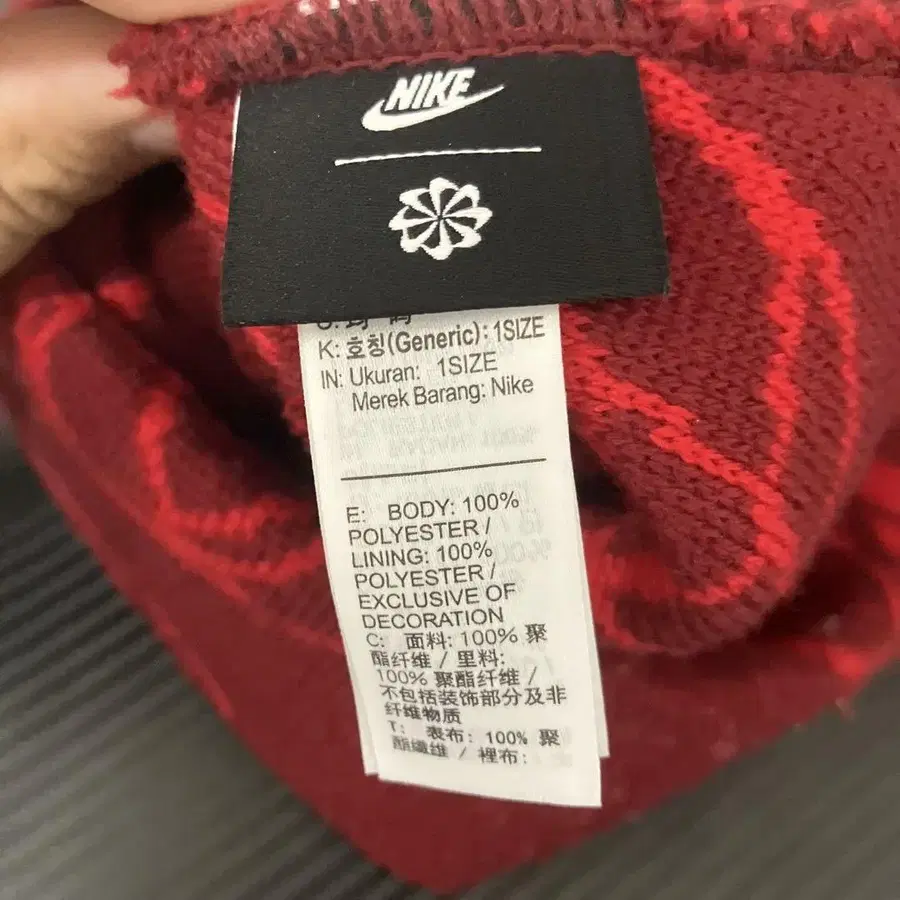 NIKE
K: 호칭(Generic): 1SIZE
IN: Ukuran: 1SIZE
Merek Barang: Nike
E: BODY: 100%
POLYESTER /
LINING: 100%
POLYESTER /
EXCLUSIVE OF
DECORATION
C: 面料: 100% 聚
酯纤维 / 里料:
100% 聚酯纤维 /
不包括装饰部分及非
纤维物质
T: 表布: 100% 聚
酯纖維 / 裡布: